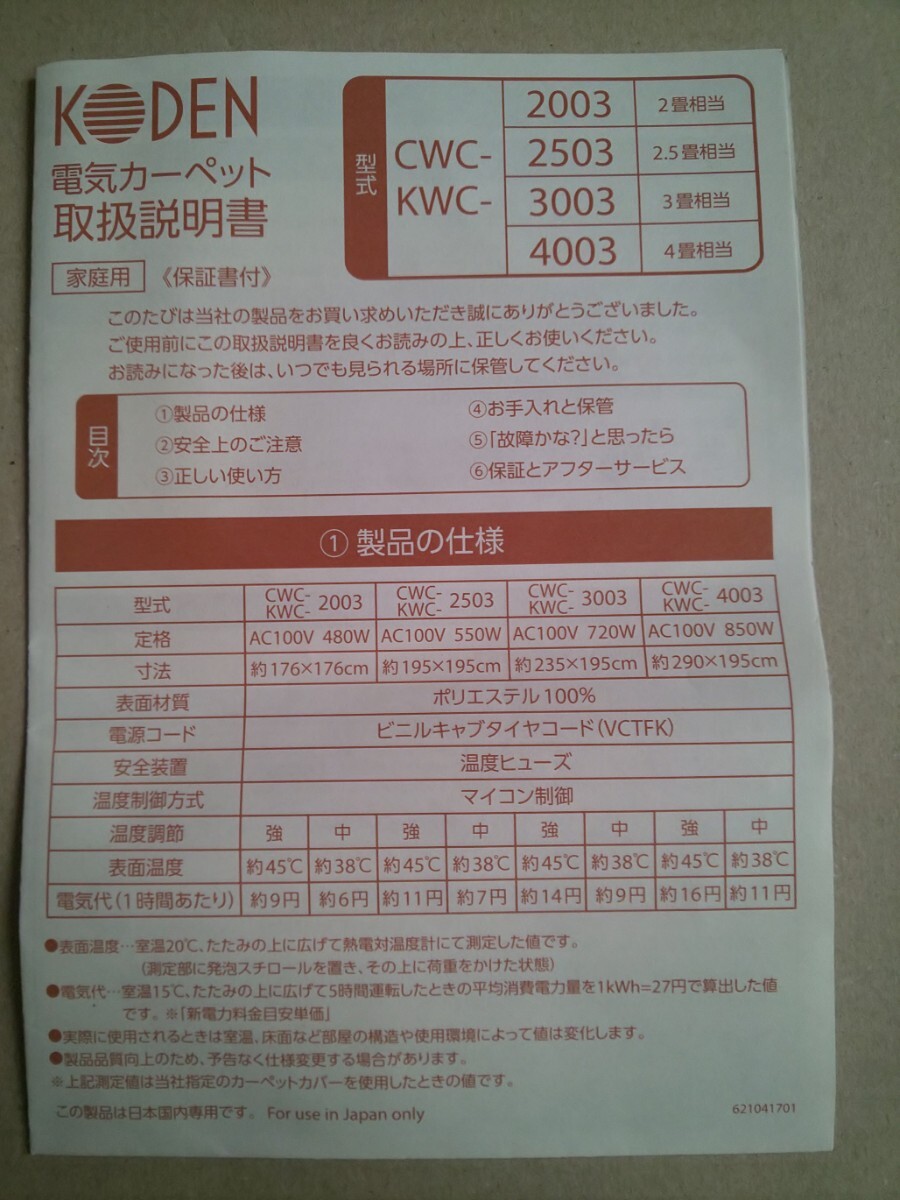 KODEN
電気カーペット
取扱説明書
家庭用 《保証書付》
型式
CWC-
KWC-
2003 2畳相当
2503 2.5畳相当
3003 3畳相当
4003 4畳相当
このたびは当社の製品をお買い求めいただき誠にありがとうございました。
ご使用前にこの取扱説明書を良くお読みの上、正しくお使いください。
お読みになった後は、いつでも見られる場所に保管してください。
目次
①製品の仕様
②安全上のご注意
③正しい使い方
④お手入れと保管
⑤「故障かな?」と思ったら
⑥保証とアフターサービス
① 製品の仕様
型式 CWC-KWC- 2003 CWC-KWC- 2503 CWC-KWC- 3003 CWC-KWC- 4003
定格 AC100V 480W AC100V 550W AC100V 720W AC100V 850W
寸法 約176×176cm 約195×195cm 約235×195cm 約290×195cm
表面材質 ポリエステル100%
電源コード ビニルキャブタイヤコード(VCTFK)
安全装置 温度ヒューズ
温度制御方式 マイコン制御
温度調節 強 中 強 中 強 中 強 中
表面温度 約45℃ 約38℃ 約45℃ 約38℃ 約45℃ 約38℃ 約45℃ 約38℃
電気代(1時間あたり) 約9円 約6円 約11円 約7円 約14円 約9円 約16円 約11円
●表面温度…室温20℃、たたみの上に広げて熱電対温度計にて測定した値です。
(測定部に発泡スチロールを置き、その上に荷重をかけた状態)
●電気代…室温15℃、たたみの上に広げて5時間運転したときの平均消費電力量を1kWh=27円で算出した値
です。※「新電力料金目安単価」
●実際に使用されるときは室温、床面など部屋の構造や使用環境によって値は変化します。
●製品品質向上のため、予告なく仕様変更する場合があります。
※上記測定値は当社指定のカーペットカバーを使用したときの値です。
この製品は日本国内専用です。 For use in Japan only
621041701